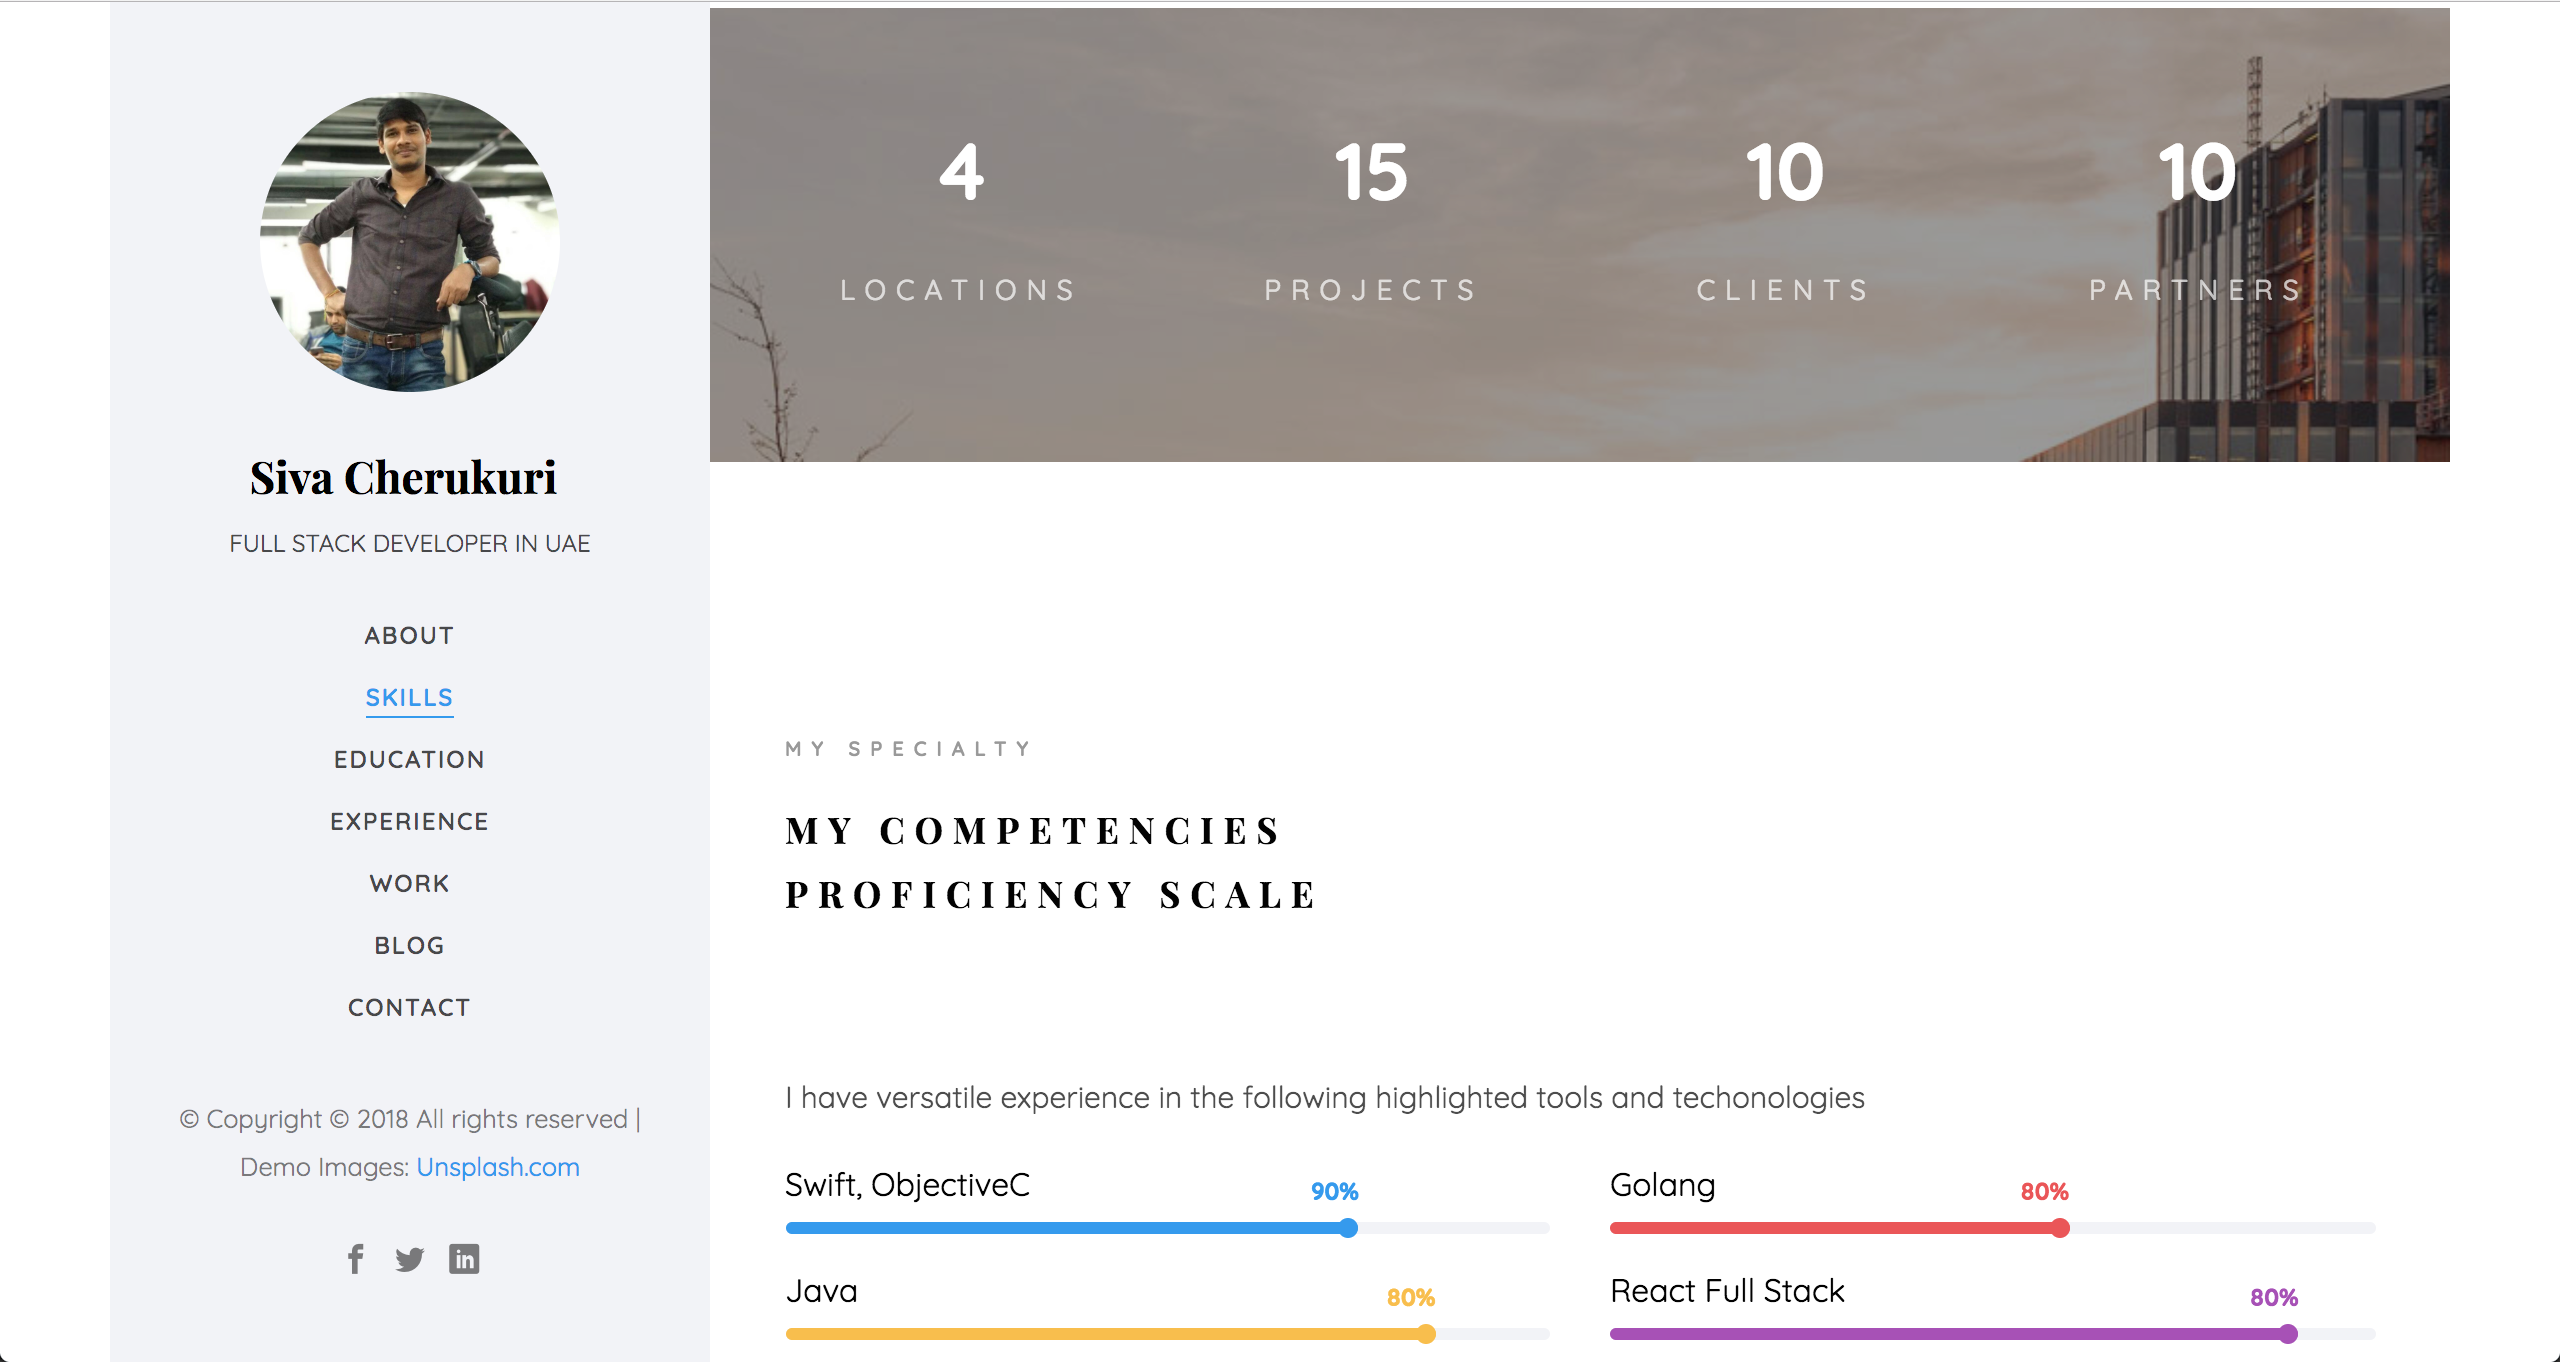 Siva Cherukuri
FULL STACK DEVELOPER IN UAE
ABOUT
SKILLS
EDUCATION
EXPERIENCE
WORK
BLOG
CONTACT
© Copyright © 2018 All rights reserved |
Demo Images: Unsplash.com
4 15 10 10
LOCATIONS PROJECTS CLIENTS PARTNERS
MY SPECIALTY
MY COMPETENCIES
PROFICIENCY SCALE
I have versatile experience in the following highlighted tools and techonologies
Swift, ObjectiveC 90% Golang 80%
Java 80% React Full Stack 80%